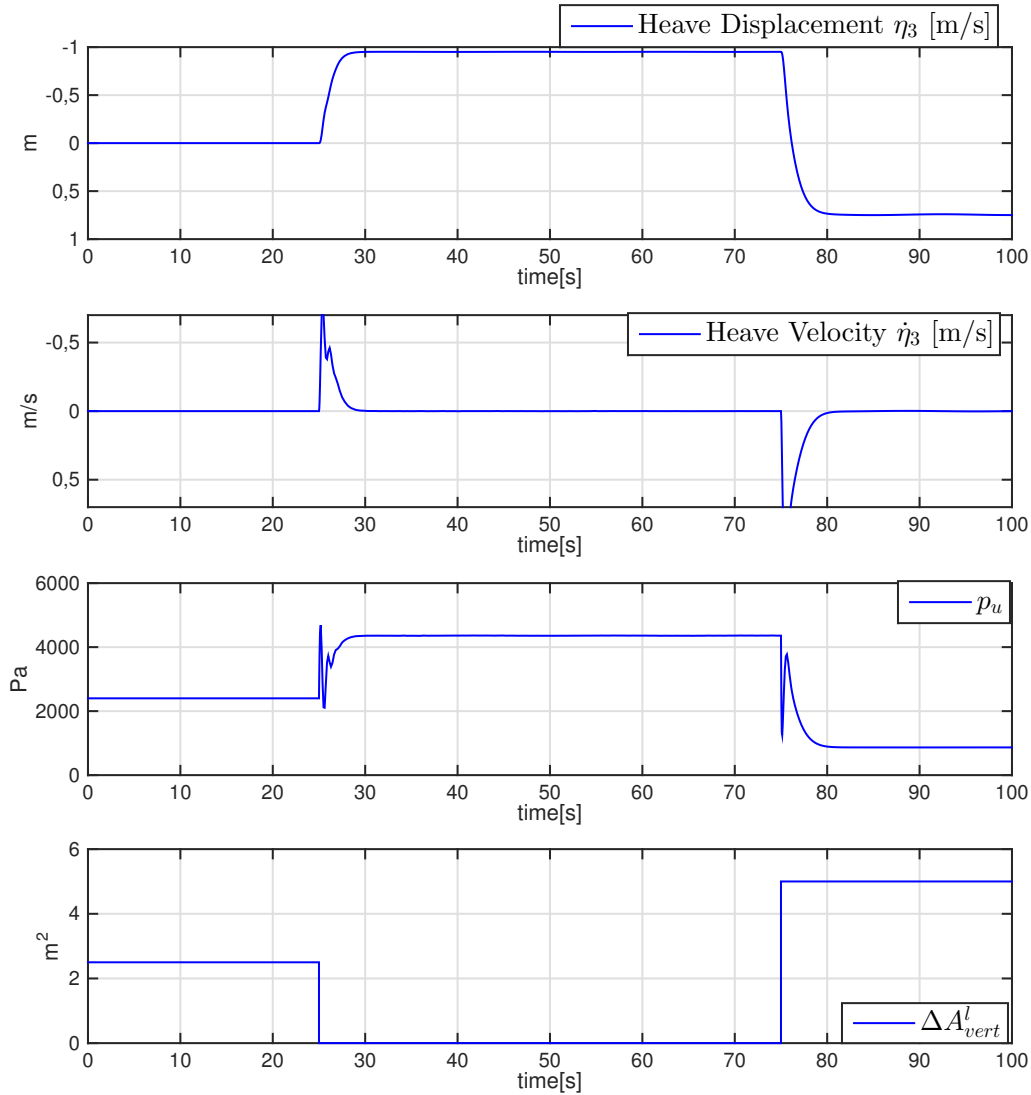 Heave Displacement η₃ [m/s]
-1
-0,5
0
0,5
1
m
0 10 20 30 40 50 60 70 80 90 100
time[s]
Heave Velocity η̇₃ [m/s]
-0,5
0
0,5
m/s
0 10 20 30 40 50 60 70 80 90 100
time[s]
p_u
6000
4000
2000
0
Pa
0 10 20 30 40 50 60 70 80 90 100
time[s]
6
4
2
0
m²
ΔA^l_vert
0 10 20 30 40 50 60 70 80 90 100
time[s]